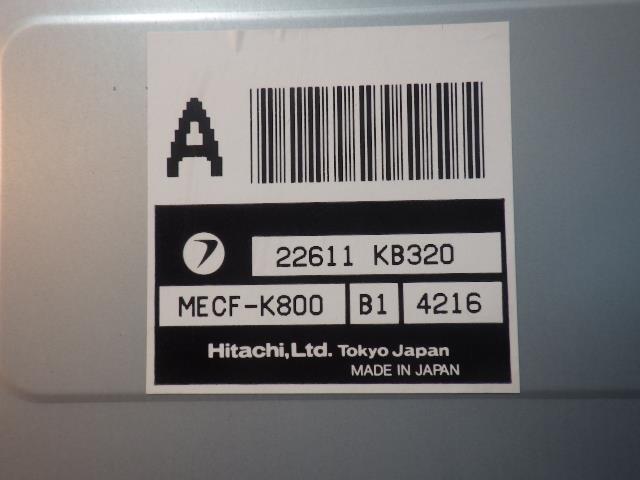 A
22611 KB320
MECF-K800 B1 4216
Hitachi,Ltd. Tokyo Japan
MADE IN JAPAN